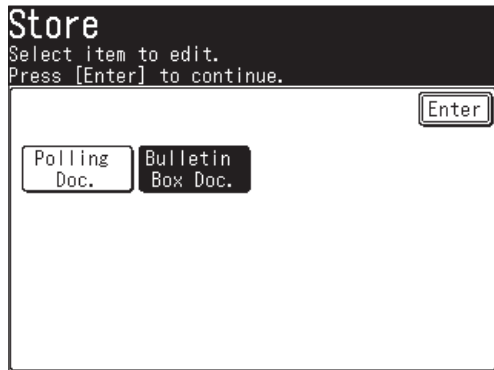 Store
Select item to edit.
Press [Enter] to continue.
Enter
Polling Doc.
Bulletin Box Doc.